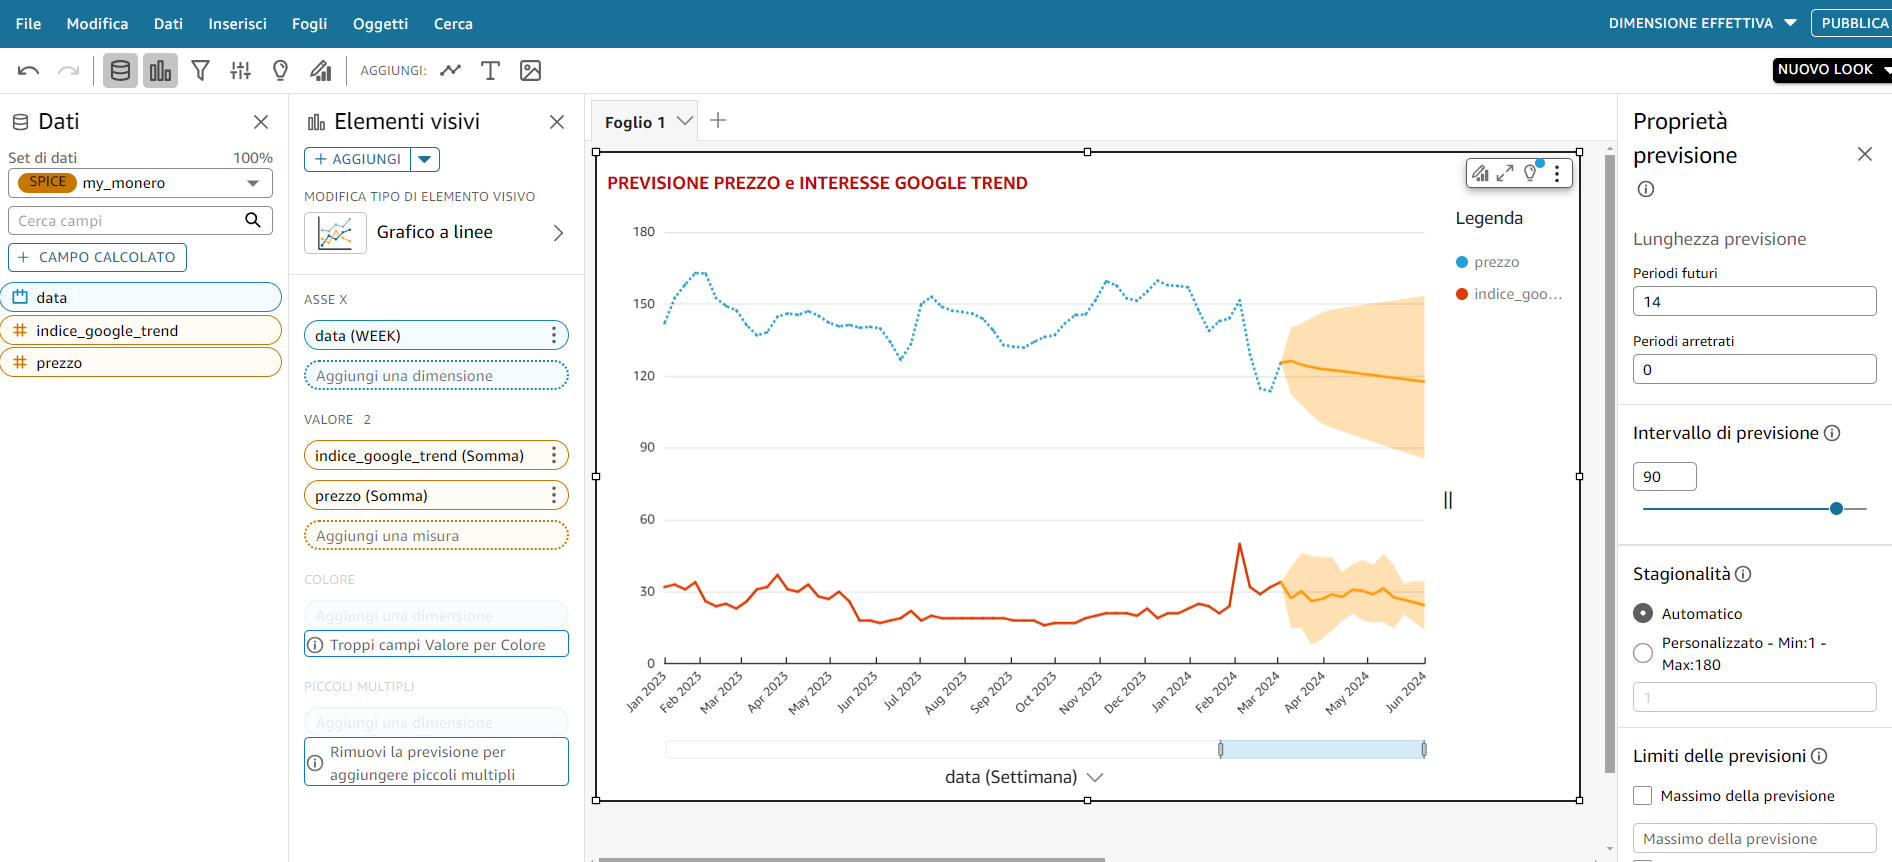 File Modifica Dati Inserisci Fogli Oggetti Cerca DIMENSIONE EFFETTIVA PUBBLICA
AGGIUNGI: NUOVO LOOK
Dati
Set di dati 100%
SPICE my_monero
Cerca campi
+ CAMPO CALCOLATO
data
# indice_google_trend
# prezzo
Elementi visivi
+ AGGIUNGI
MODIFICA TIPO DI ELEMENTO VISIVO
Grafico a linee
ASSE X
data (WEEK)
Aggiungi una dimensione
VALORE 2
indice_google_trend (Somma)
prezzo (Somma)
Aggiungi una misura
COLORE
Aggiungi una dimensione
Troppi campi Valore per Colore
PICCOLI MULTIPLI
Aggiungi una dimensione
Rimuovi la previsione per
aggiungere piccoli multipli
Foglio 1
PREVISIONE PREZZO e INTERESSE GOOGLE TREND
Legenda
prezzo
indice_goo...
180
150
120
90
60
30
0
Jan 2023 Feb 2023 Mar 2023 Apr 2023 May 2023 Jun 2023 Jul 2023 Aug 2023 Sep 2023 Oct 2023 Nov 2023 Dec 2023 Jan 2024 Feb 2024 Mar 2024 Apr 2024 May 2024 Jun 2024
data (Settimana)
Proprietà
previsione
Lunghezza previsione
Periodi futuri
14
Periodi arretrati
0
Intervallo di previsione
90
Stagionalità
Automatico
Personalizzato - Min:1 -
Max:180
1
Limiti delle previsioni
Massimo della previsione
Massimo della previsione